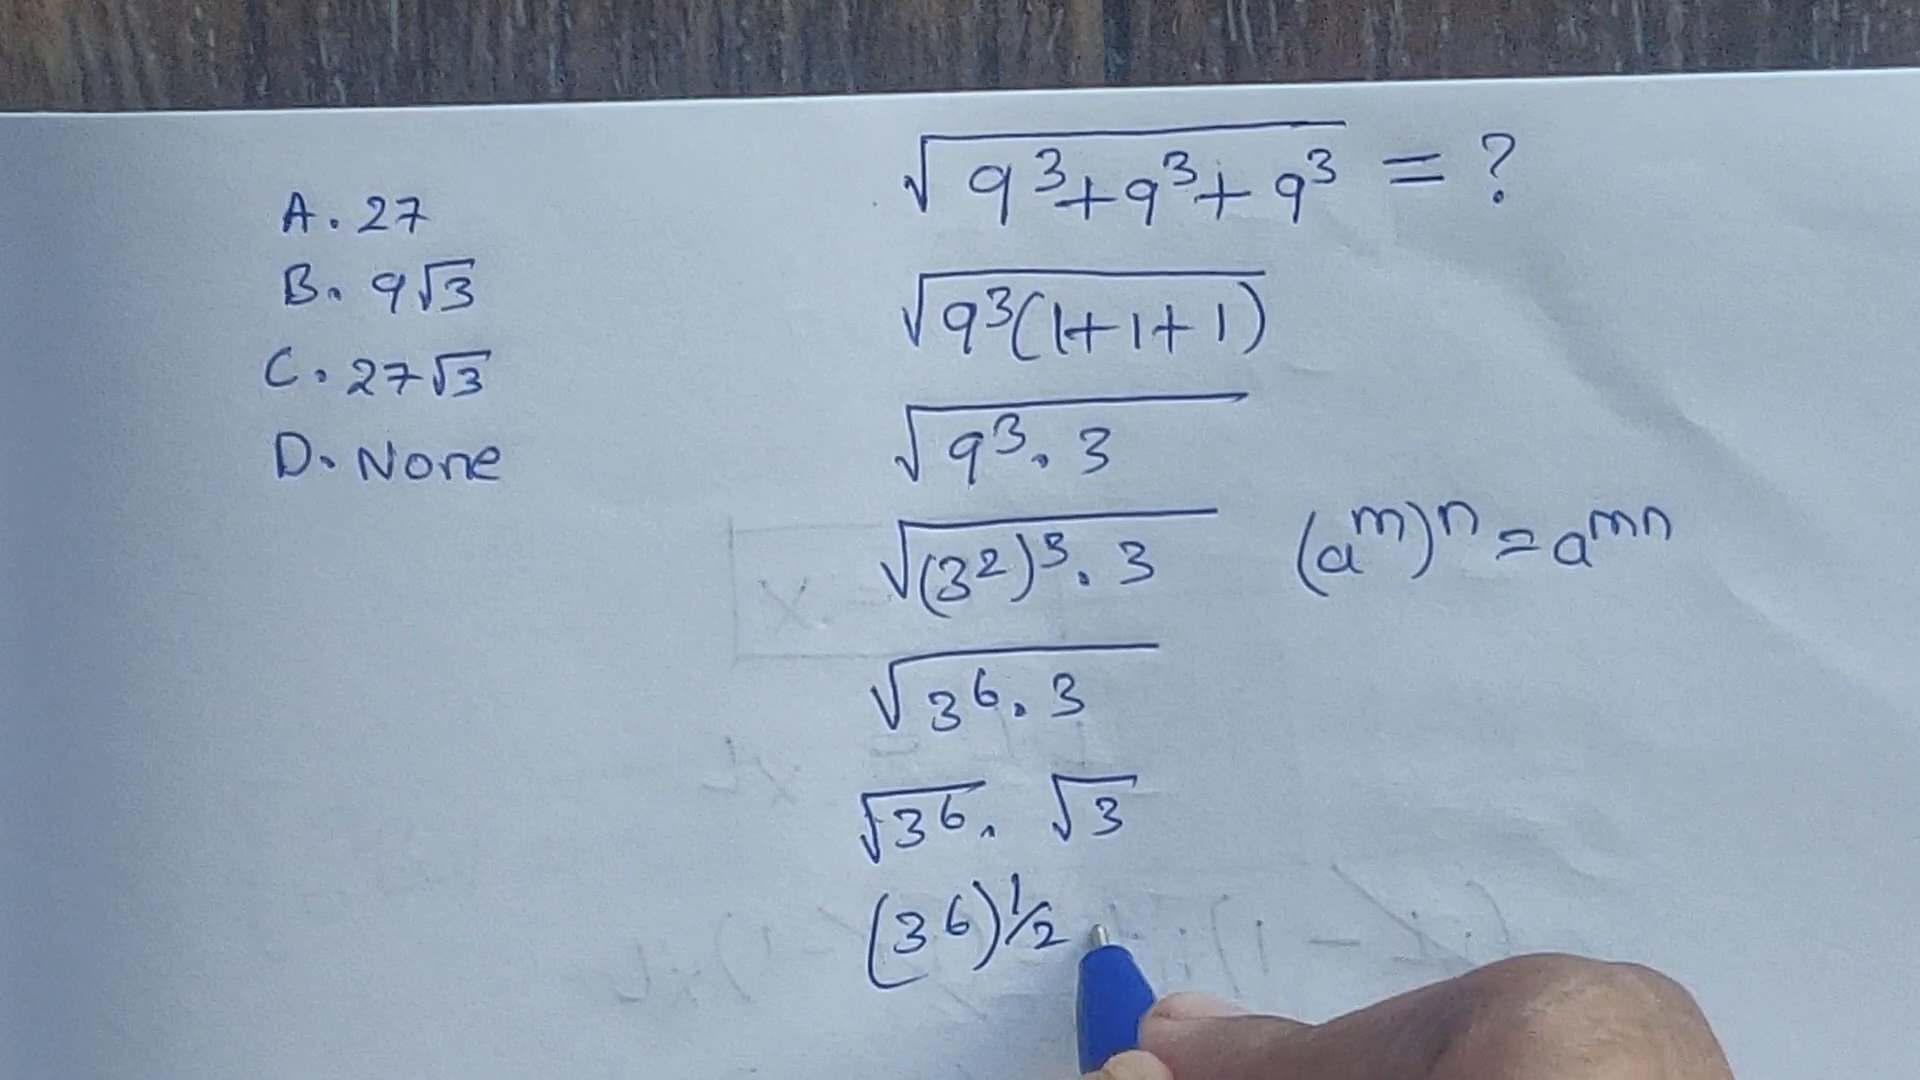 √(9³+9³+9³) = ?
A. 27
B. 9√3
C. 27√3
D. None
√(9³(1+1+1))
√(9³. 3)
√((3²)³. 3) (aᵐ)ⁿ = aᵐⁿ
√(3⁶. 3)
√3⁶. √3
(3⁶)^1/2